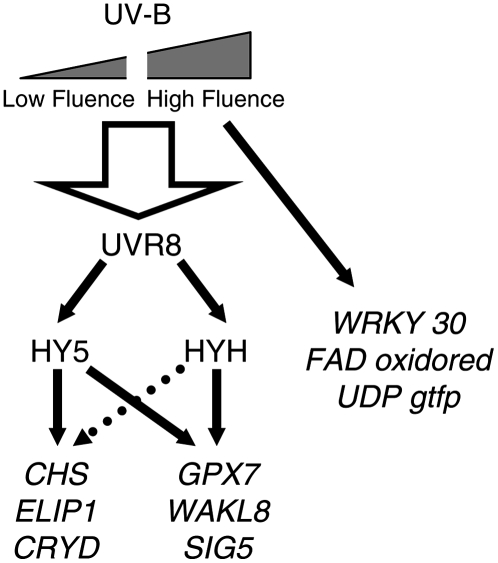 UV-B
Low Fluence High Fluence
UVR8
HY5 HYH
WRKY 30
FAD oxidored
UDP gtfp
CHS GPX7
ELIP1 WAKL8
CRYD SIG5